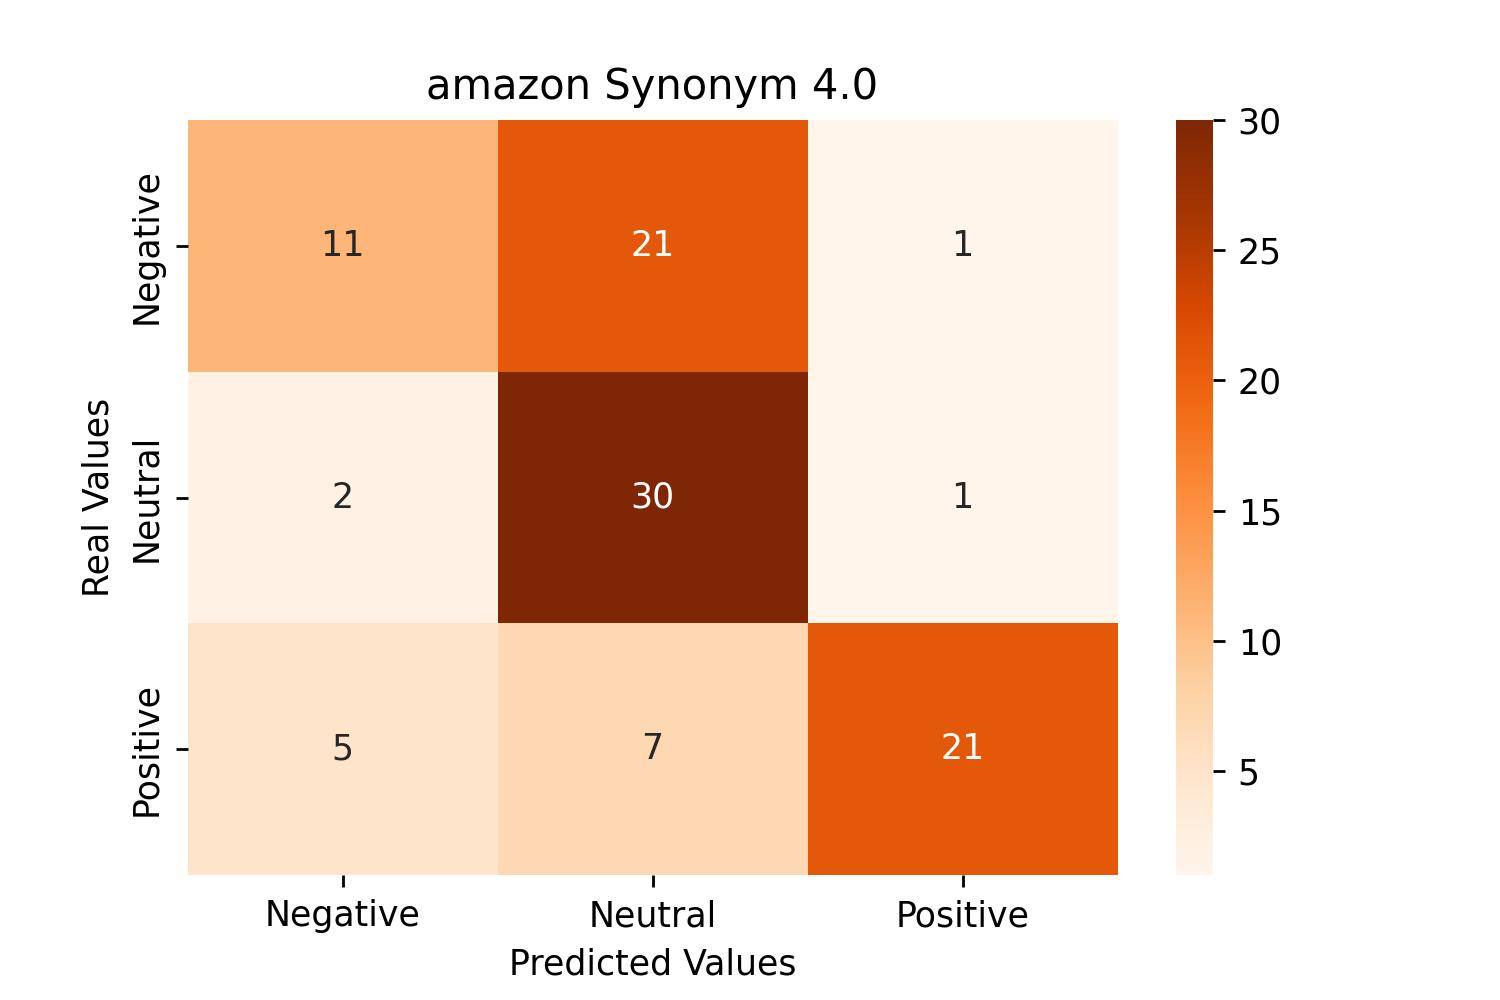 amazon Synonym 4.0
Real Values
Negative
11 21 1
Neutral
2 30 1
Positive
5 7 21
Negative Neutral Positive
Predicted Values
30
25
20
15
10
5